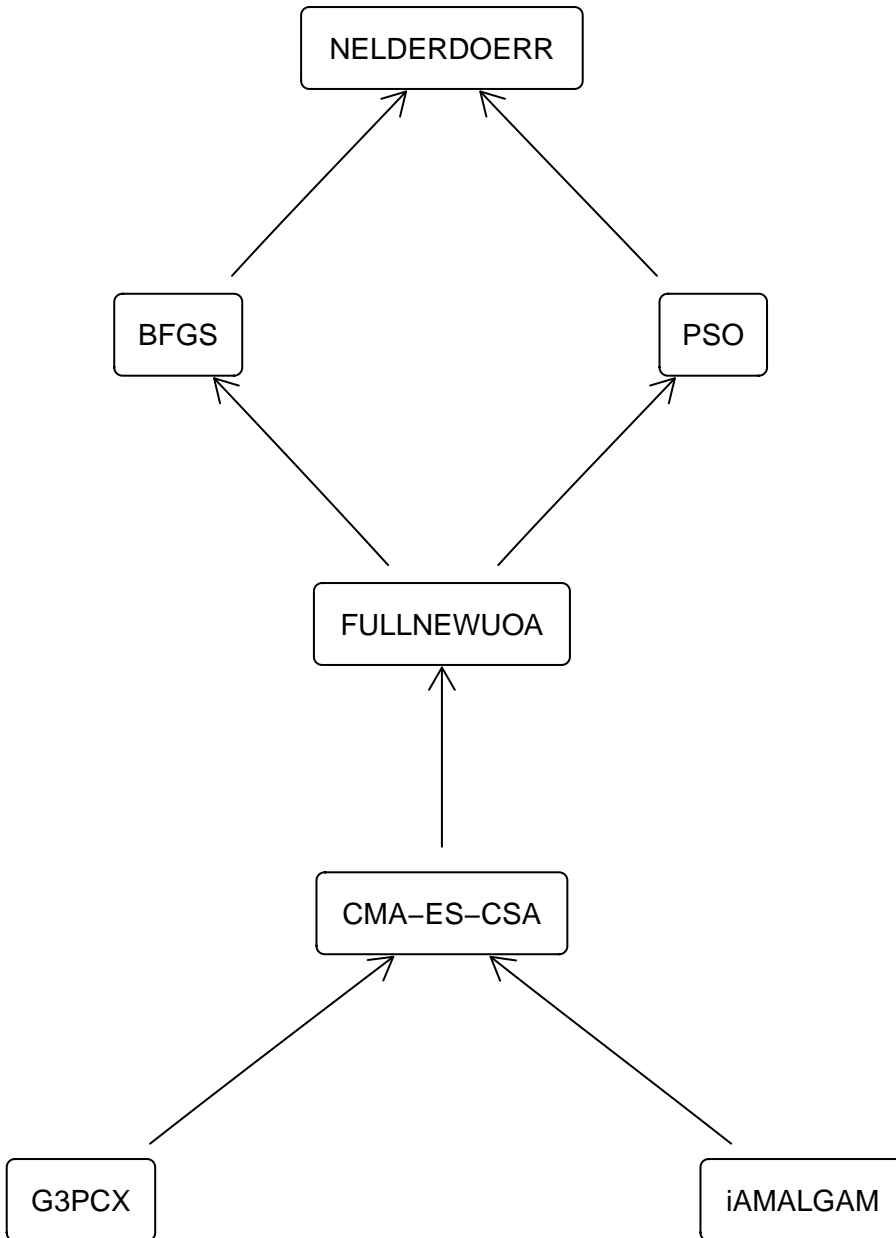 NELDERDOERR
BFGS
PSO
FULLNEWUOA
CMA–ES–CSA
G3PCX
iAMALGAM